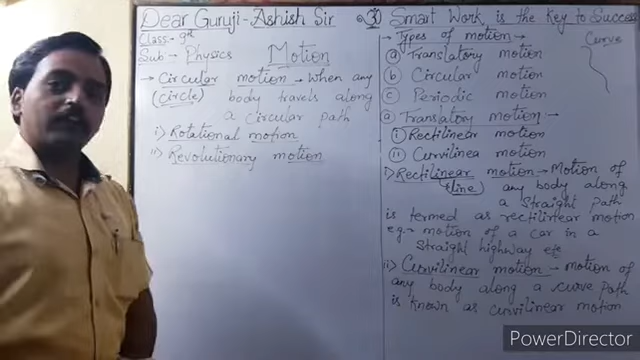 Dear Guruji - Ashish Sir
Class - 9th
Sub - Physics
Motion
→ Circular motion → When any
(circle) body travels along
a circular path
i) Rotational motion
ii) Revolutionary motion
③ Smart Work is the Key to Success
→ Types of motion →
Curve
ⓐ Translatory motion
ⓑ Circular motion
ⓒ Periodic motion
ⓐ Translatory motion :-
ⓘ Rectilinear motion
ⓘⓘ Curvilinea motion
i) Rectilinear motion → Motion of
(line) any body along
a straight path
is termed as rectilinear motion
eg :- motion of a car in a
straight highway etc
ii) Curvilinear motion → motion of
any body along a curve path
is known as curvilinear motion
PowerDirector